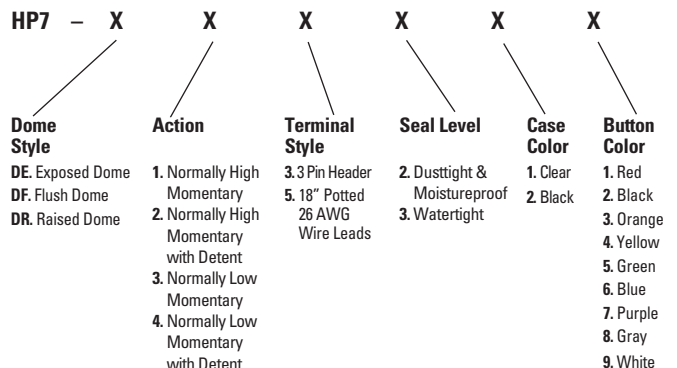 HP7 – X X X X X X
Dome
Style
DE. Exposed Dome
DF. Flush Dome
DR. Raised Dome
Action
1. Normally High
Momentary
2. Normally High
Momentary
with Detent
3. Normally Low
Momentary
4. Normally Low
Momentary
with Detent
Terminal
Style
3. 3 Pin Header
5. 18” Potted
26 AWG
Wire Leads
Seal Level
2. Dusttight &
Moistureproof
3. Watertight
Case
Color
1. Clear
2. Black
Button
Color
1. Red
2. Black
3. Orange
4. Yellow
5. Green
6. Blue
7. Purple
8. Gray
9. White